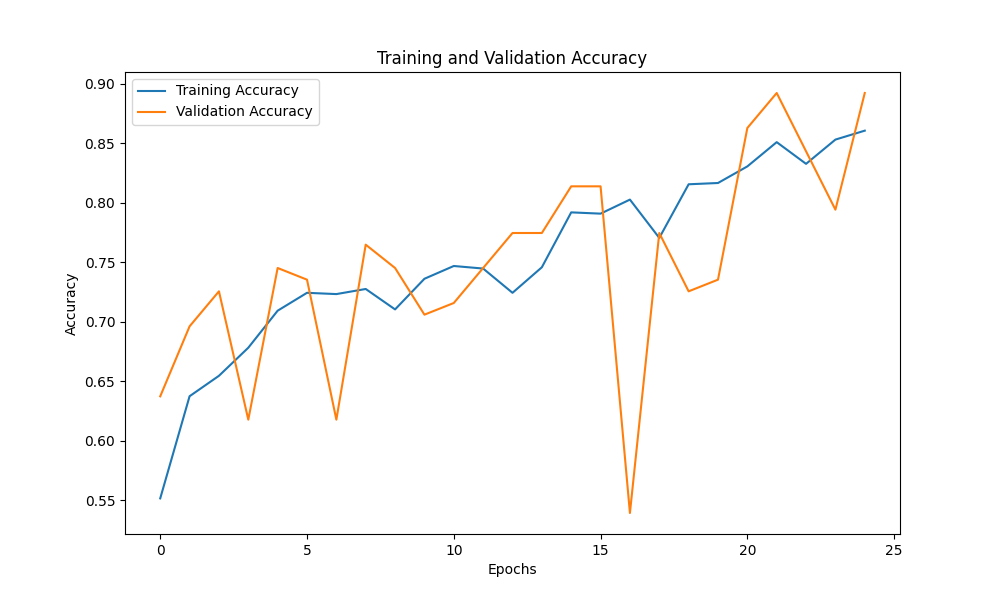 Training and Validation Accuracy
Training Accuracy
Validation Accuracy
0.90
0.85
0.80
0.75
0.70
0.65
0.60
0.55
Accuracy
0 5 10 15 20 25
Epochs